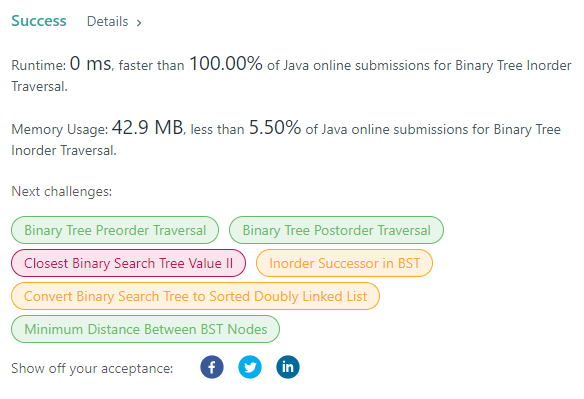 Success Details >
Runtime: 0 ms, faster than 100.00% of Java online submissions for Binary Tree Inorder
Traversal.
Memory Usage: 42.9 MB, less than 5.50% of Java online submissions for Binary Tree
Inorder Traversal.
Next challenges:
Binary Tree Preorder Traversal Binary Tree Postorder Traversal
Closest Binary Search Tree Value II Inorder Successor in BST
Convert Binary Search Tree to Sorted Doubly Linked List
Minimum Distance Between BST Nodes
Show off your acceptance: f in